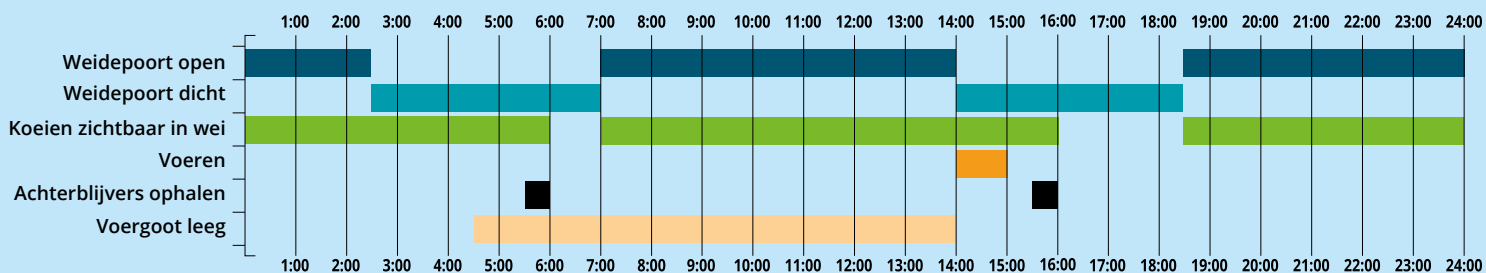 1:00 2:00 3:00 4:00 5:00 6:00 7:00 8:00 9:00 10:00 11:00 12:00 13:00 14:00 15:00 16:00 17:00 18:00 19:00 20:00 21:00 22:00 23:00 24:00
Weidepoort open
Weidepoort dicht
Koeien zichtbaar in wei
Voeren
Achterblijvers ophalen
Voergoot leeg
1:00 2:00 3:00 4:00 5:00 6:00 7:00 8:00 9:00 10:00 11:00 12:00 13:00 14:00 15:00 16:00 17:00 18:00 19:00 20:00 21:00 22:00 23:00 24:00